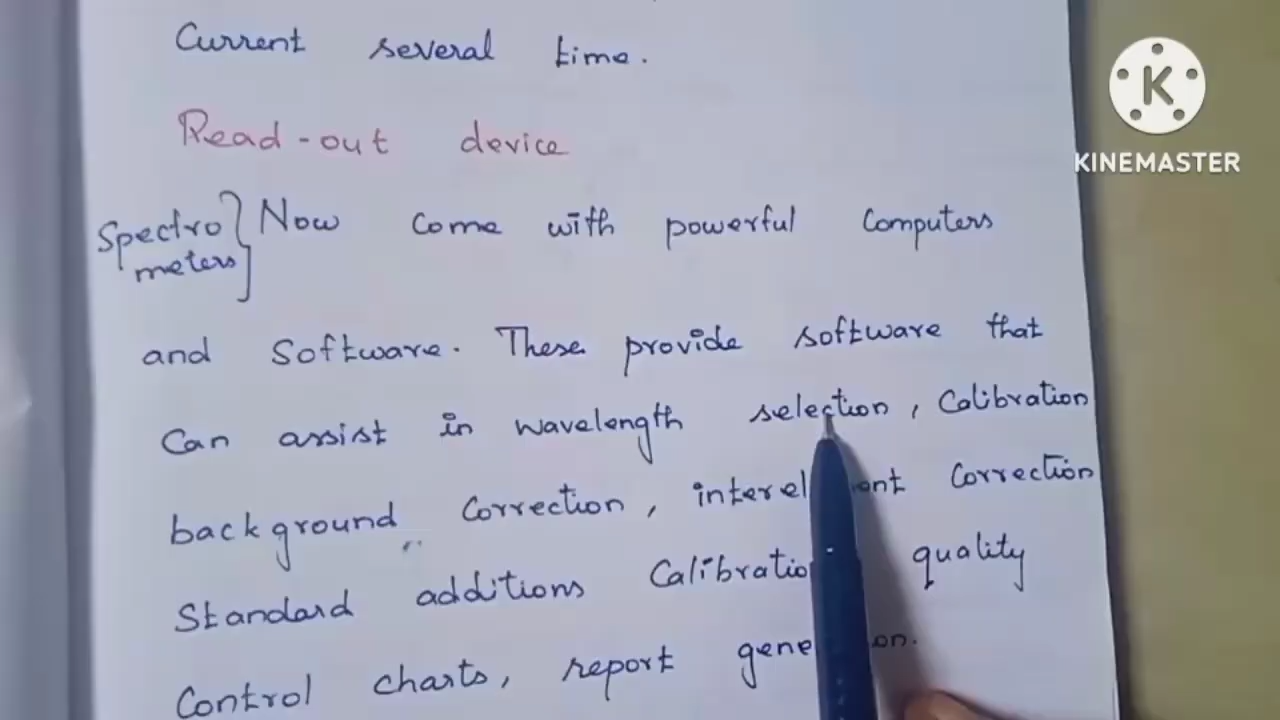 Current several time.
Read-out device
Spectro
meters } Now come with powerful computers
and software. These provide software that
can assist in wavelength selection, Calibration
background correction, correction
Standard additions quality
Control charts, report
K
KINEMASTER